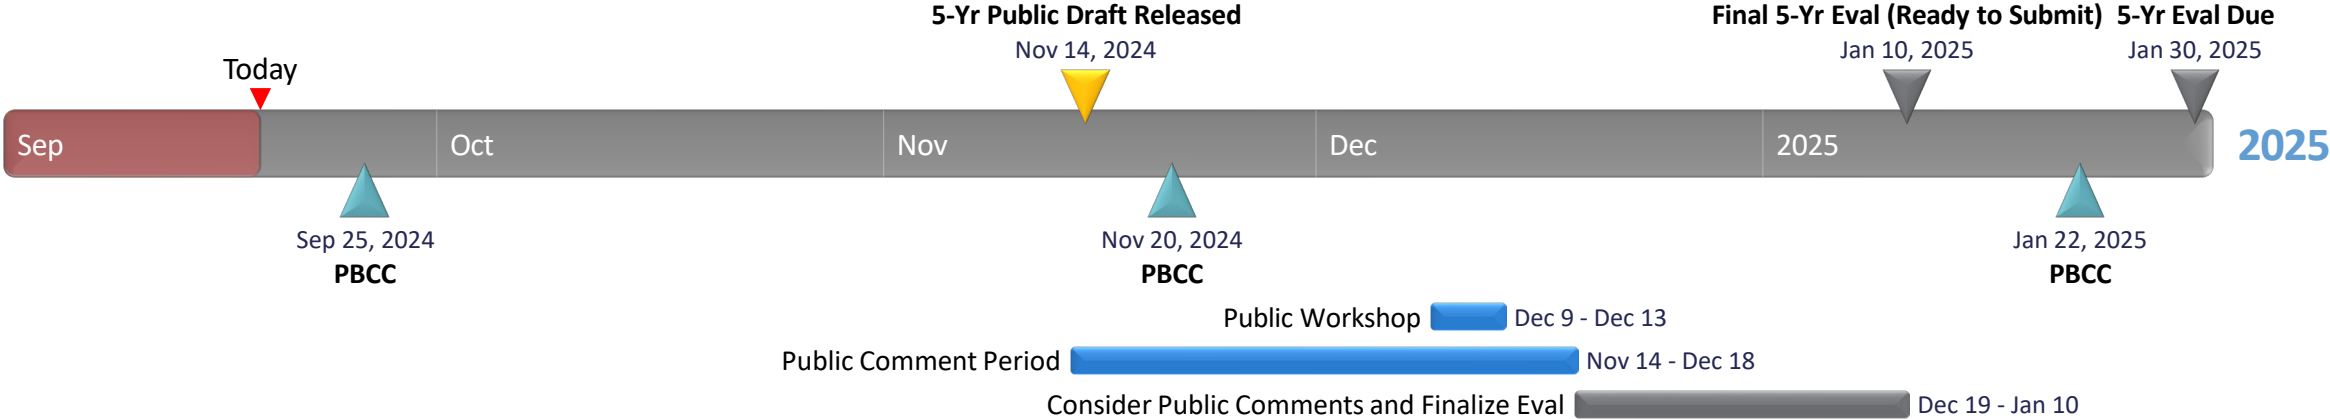 5-Yr Public Draft Released
Nov 14, 2024
Final 5-Yr Eval (Ready to Submit)
Jan 10, 2025
5-Yr Eval Due
Jan 30, 2025
Today
Sep
Oct
Nov
Dec
2025
2025
Sep 25, 2024
PBCC
Nov 20, 2024
PBCC
Jan 22, 2025
PBCC
Public Workshop
Dec 9 - Dec 13
Public Comment Period
Nov 14 - Dec 18
Consider Public Comments and Finalize Eval
Dec 19 - Jan 10